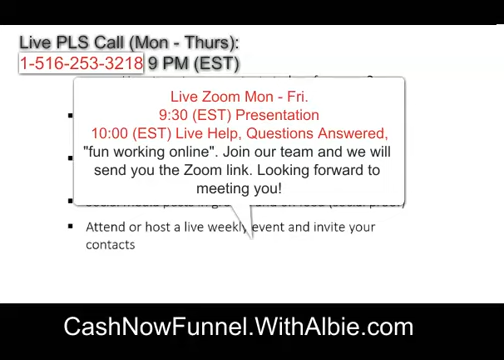 Live PLS Call (Mon - Thurs):
1-516-253-3218 9 PM (EST)
Live Zoom Mon - Fri.
9:30 (EST) Presentation
10:00 (EST) Live Help, Questions Answered,
"fun working online". Join our team and we will
send you the Zoom link. Looking forward to
meeting you!
▪ Attend or host a live weekly event and invite your
contacts
CashNowFunnel.WithAlbie.com